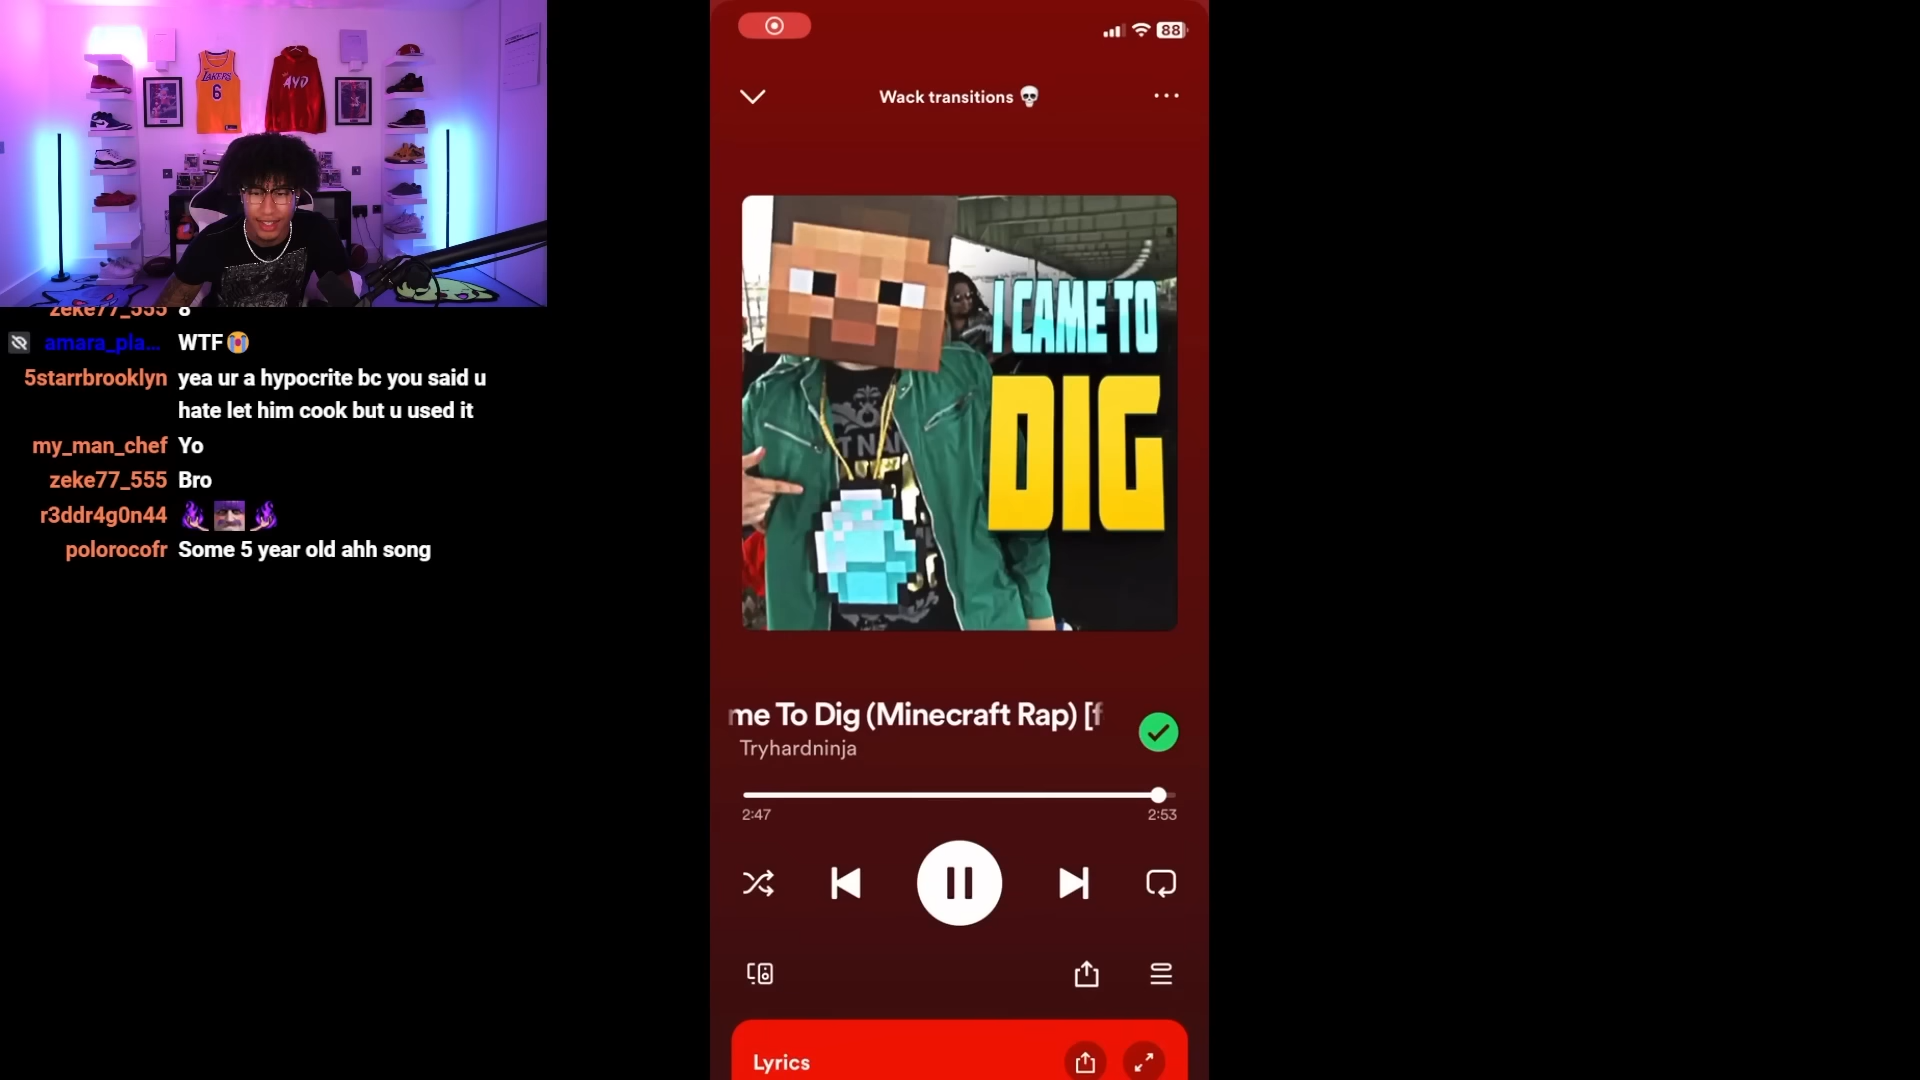 LAKERS
6
AYD
zeke77_555 8
amara_pla... WTF😭
5starrbrooklyn yea ur a hypocrite bc you said u
hate let him cook but u used it
my_man_chef Yo
zeke77_555 Bro
r3ddr4g0n44
polorocofr Some 5 year old ahh song
88
Wack transitions 💀
I CAME TO
DIG
me To Dig (Minecraft Rap) [f
Tryhardninja
2:47
2:53
Lyrics